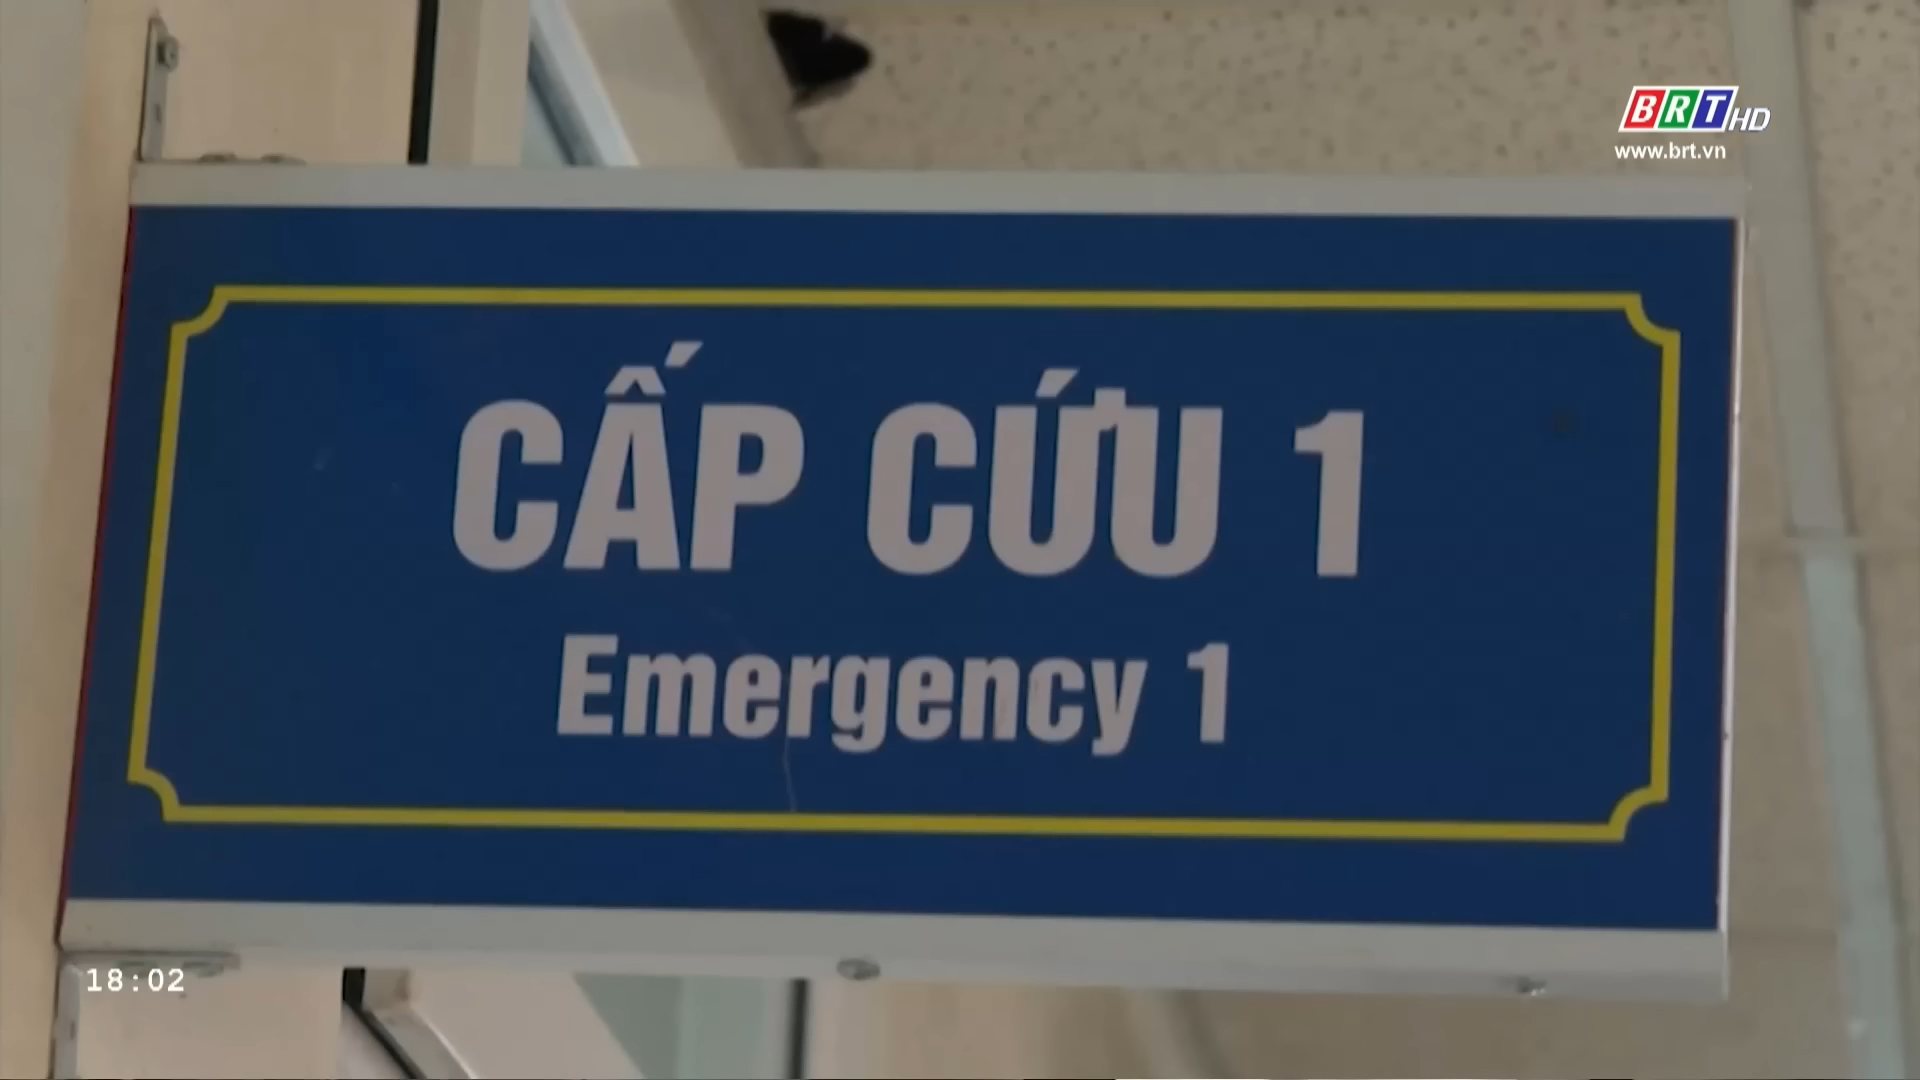 BRT HD
www.brt.vn
CẤP CỨU 1
Emergency 1
18:02